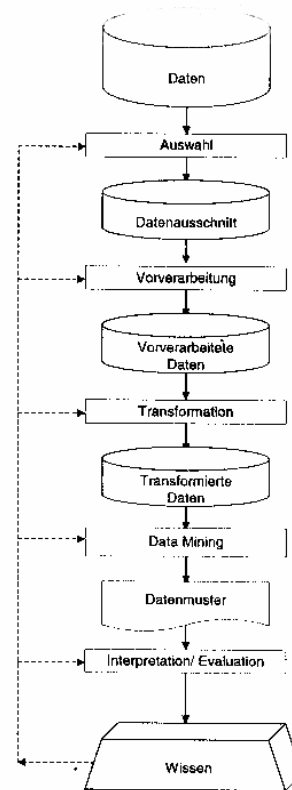 Daten
Auswahl
Datenausschnitt
Vorverarbeitung
Vorverarbeitete
Daten
Transformation
Transformierte
Daten
Data Mining
Datenmuster
Interpretation/ Evaluation
Wissen